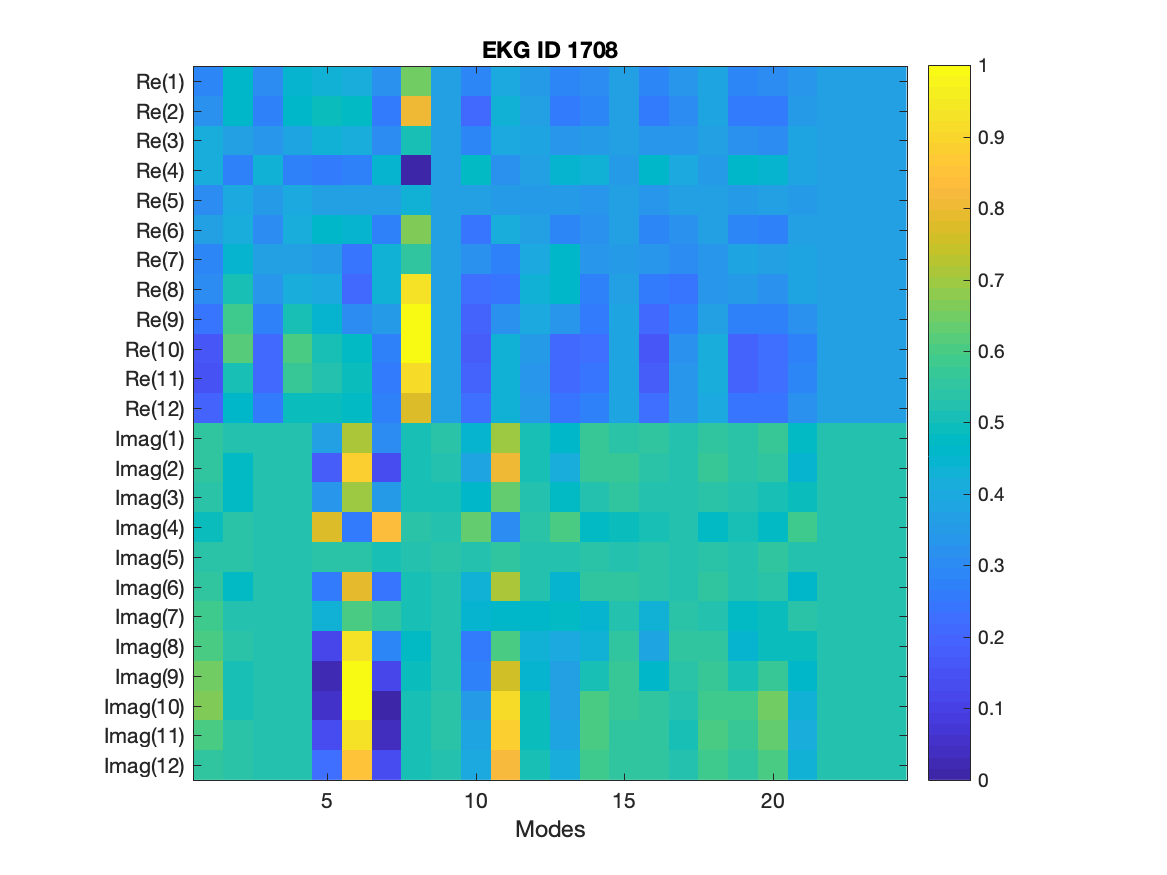 EKG ID 1708
Re(1)
Re(2)
Re(3)
Re(4)
Re(5)
Re(6)
Re(7)
Re(8)
Re(9)
Re(10)
Re(11)
Re(12)
Imag(1)
Imag(2)
Imag(3)
Imag(4)
Imag(5)
Imag(6)
Imag(7)
Imag(8)
Imag(9)
Imag(10)
Imag(11)
Imag(12)
5 10 15 20
Modes
1
0.9
0.8
0.7
0.6
0.5
0.4
0.3
0.2
0.1
0